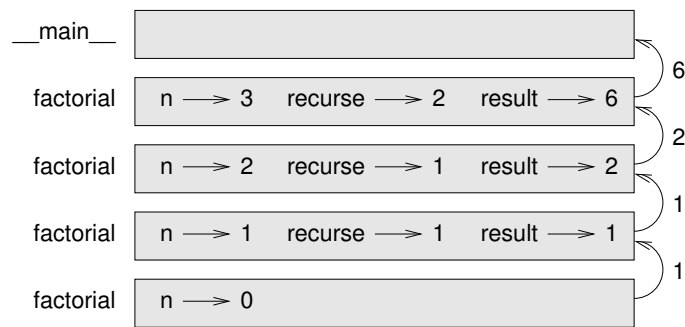 __main__
6
factorial n 3 recurse 2 result 6
2
factorial n 2 recurse 1 result 2
1
factorial n 1 recurse 1 result 1
1
factorial n 0